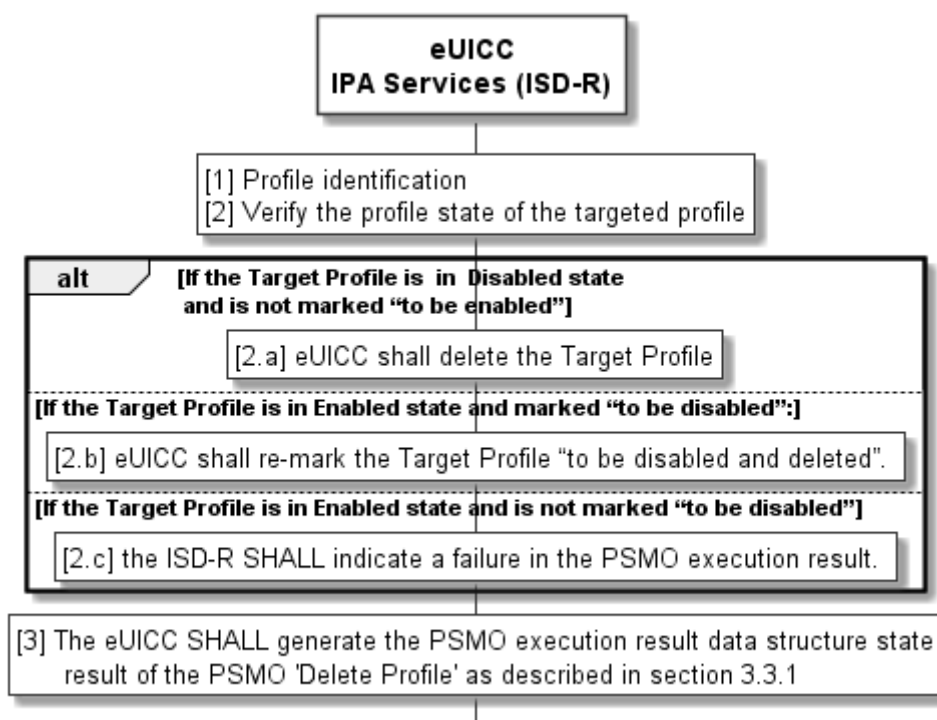 eUICC
IPA Services (ISD-R)
[1] Profile identification
[2] Verify the profile state of the targeted profile
alt
[If the Target Profile is in Disabled state
and is not marked “to be enabled”]
[2.a] eUICC shall delete the Target Profile
[If the Target Profile is in Enabled state and marked “to be disabled”:]
[2.b] eUICC shall re-mark the Target Profile “to be disabled and deleted”.
[If the Target Profile is in Enabled state and is not marked “to be disabled”]
[2.c] the ISD-R SHALL indicate a failure in the PSMO execution result.
[3] The eUICC SHALL generate the PSMO execution result data structure state
result of the PSMO 'Delete Profile' as described in section 3.3.1